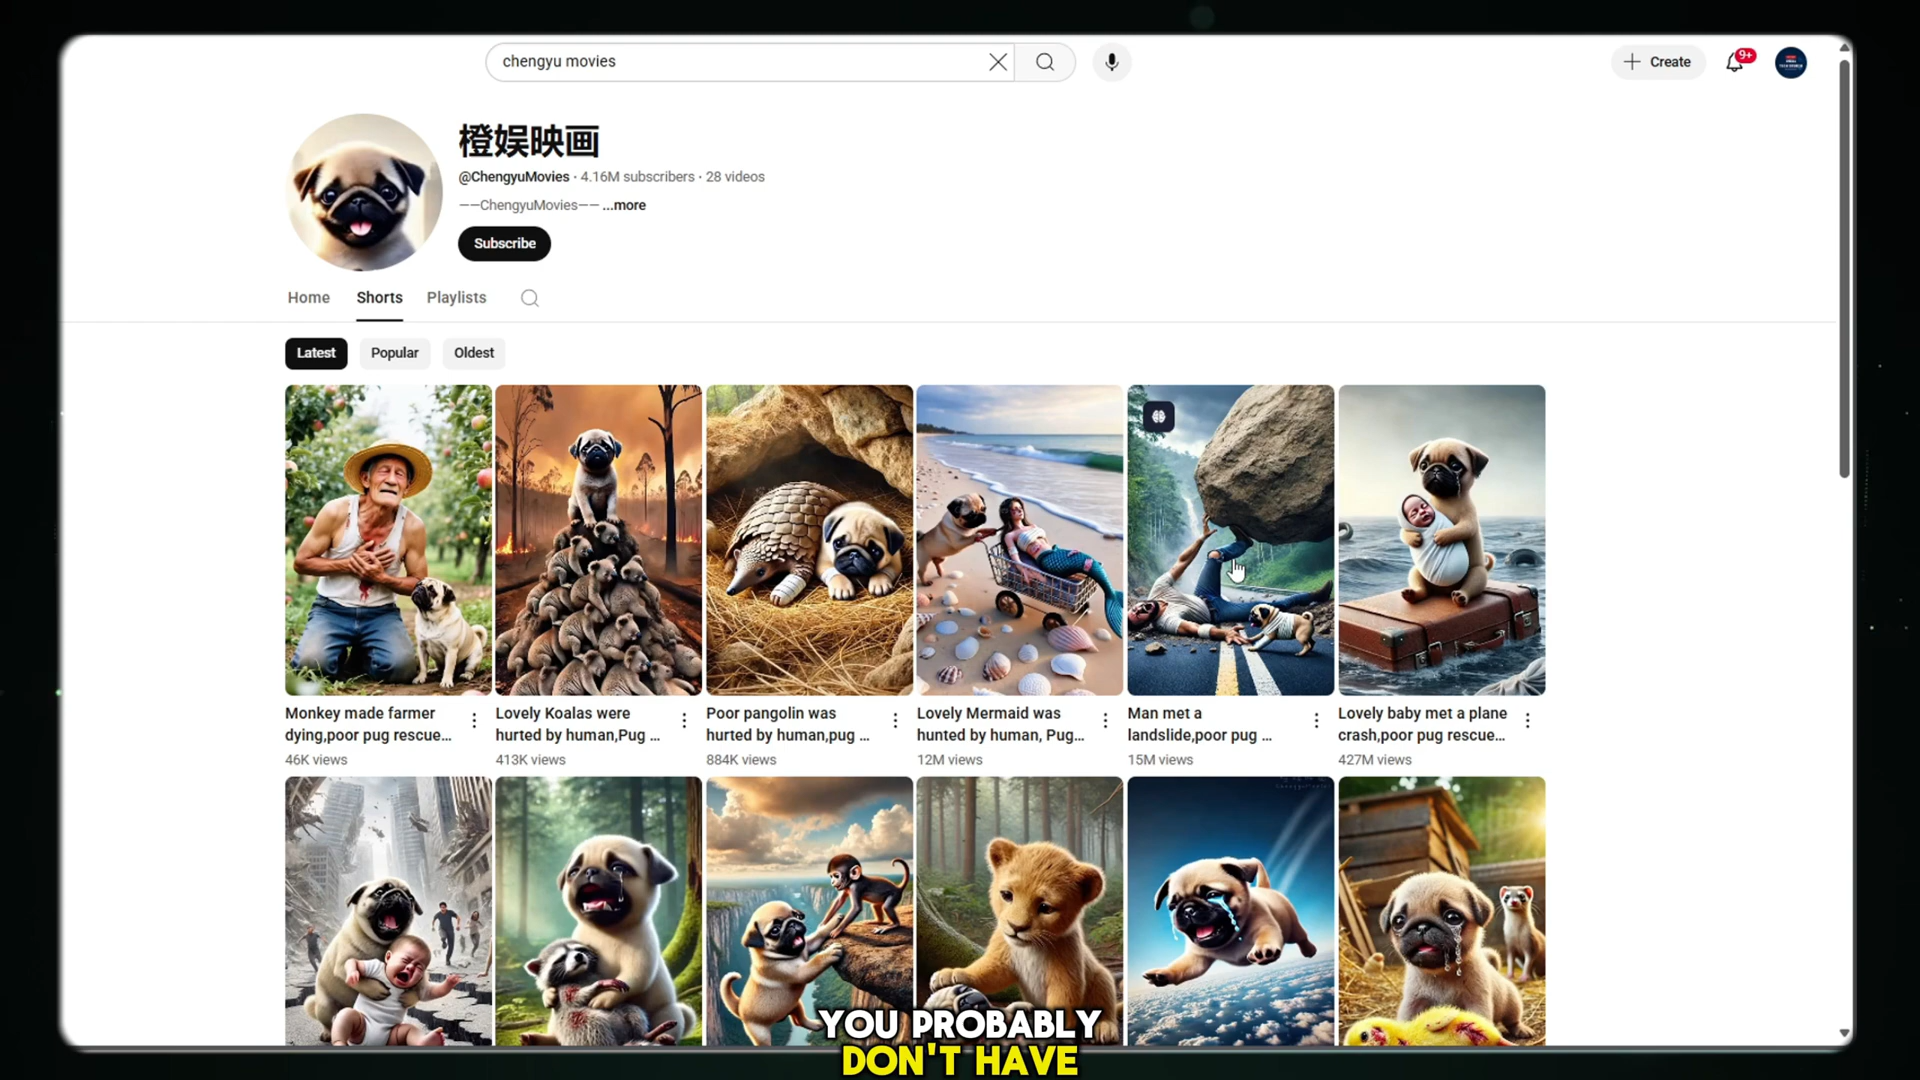 chengyu movies
Create
9+
橙娱映画
@ChengyuMovies · 4.16M subscribers · 28 videos
——ChengyuMovies—— ...more
Subscribe
Home Shorts Playlists
Latest Popular Oldest
Monkey made farmer
dying,poor pug rescue...
46K views
Lovely Koalas were
hurted by human,Pug ...
413K views
Poor pangolin was
hurted by human,pug ...
884K views
Lovely Mermaid was
hunted by human, Pug...
12M views
Man met a
landslide,poor pug ...
15M views
Lovely baby met a plane
crash,poor pug rescue...
427M views
YOU PROBABLY
DON'T HAVE